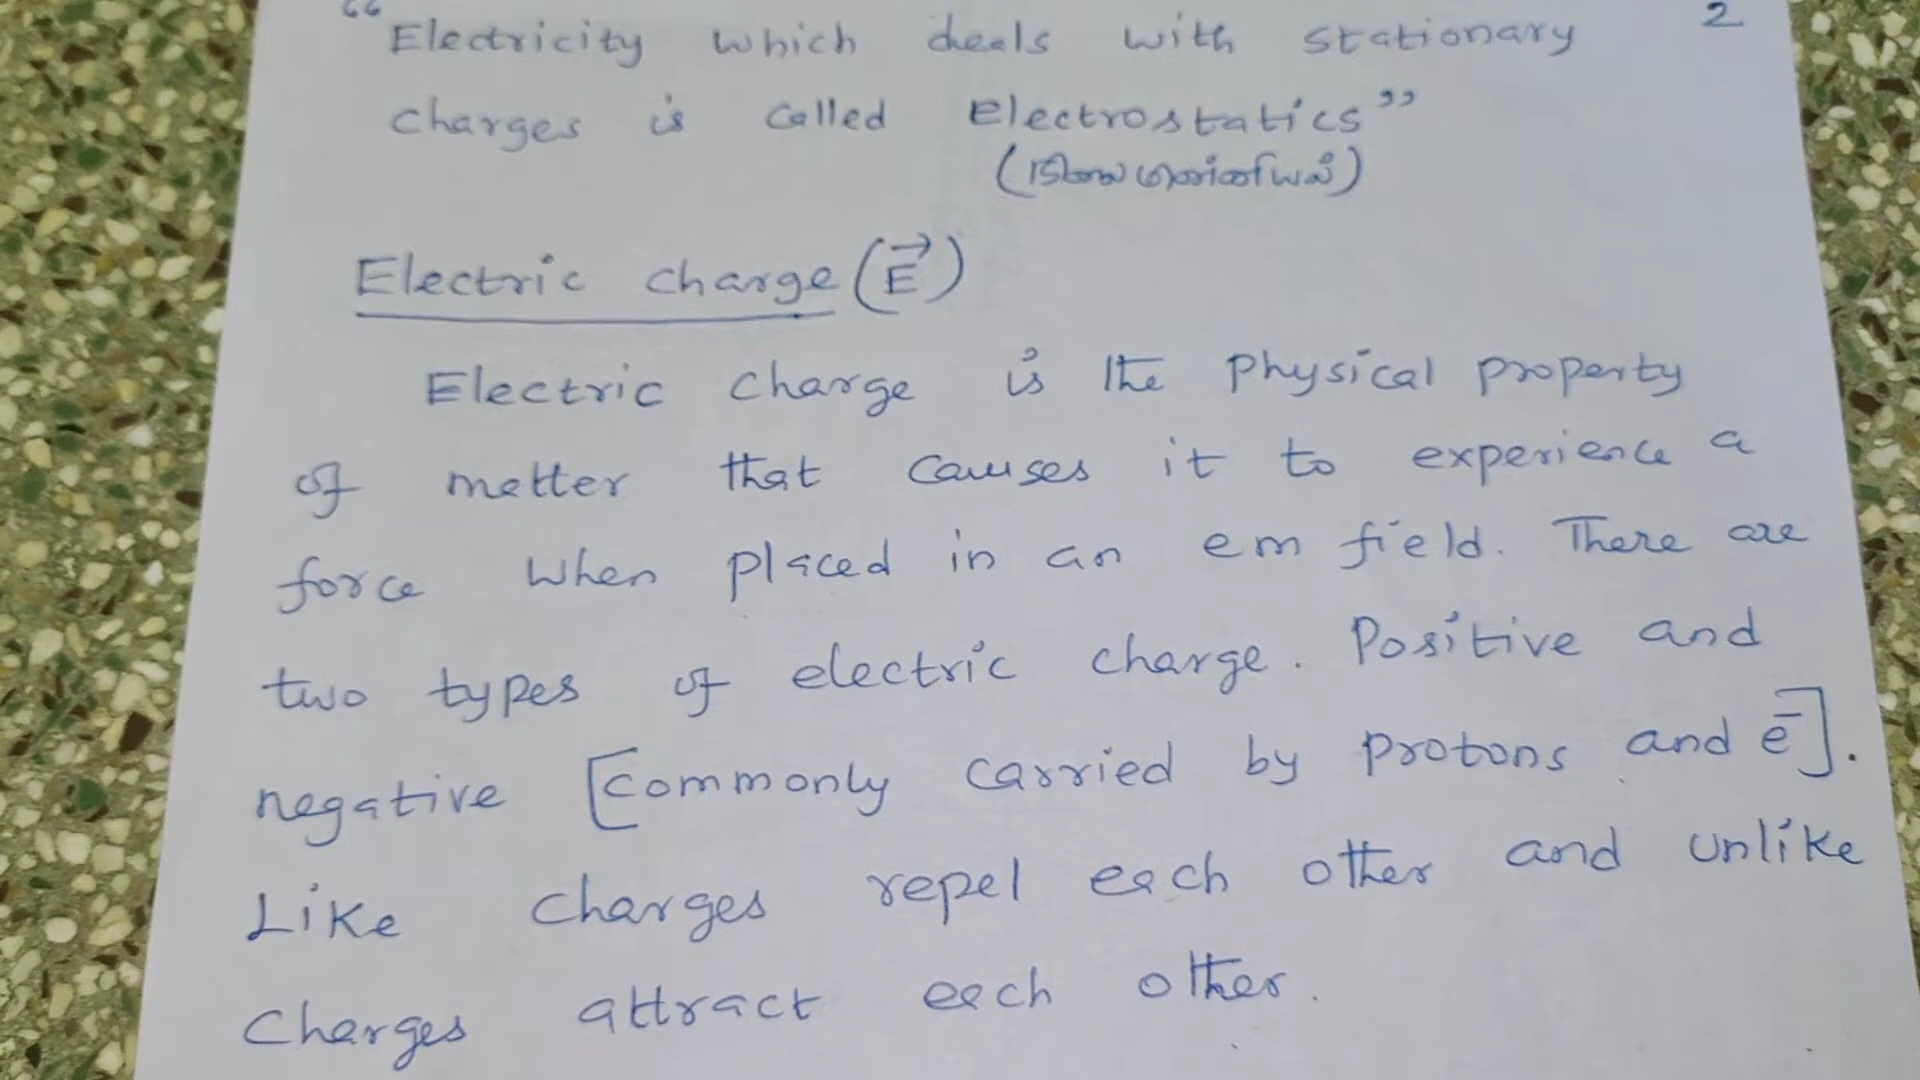 2
“Electricity which deals with stationary
charges is called Electrostatics”
(நிலை மின்னியல்)
Electric charge (E⃗)
Electric charge is the physical property
of matter that causes it to experience a
force when placed in an em field. There are
two types of electric charge. Positive and
negative [commonly carried by protons and e⁻].
Like charges repel each other and unlike
charges attract each other.